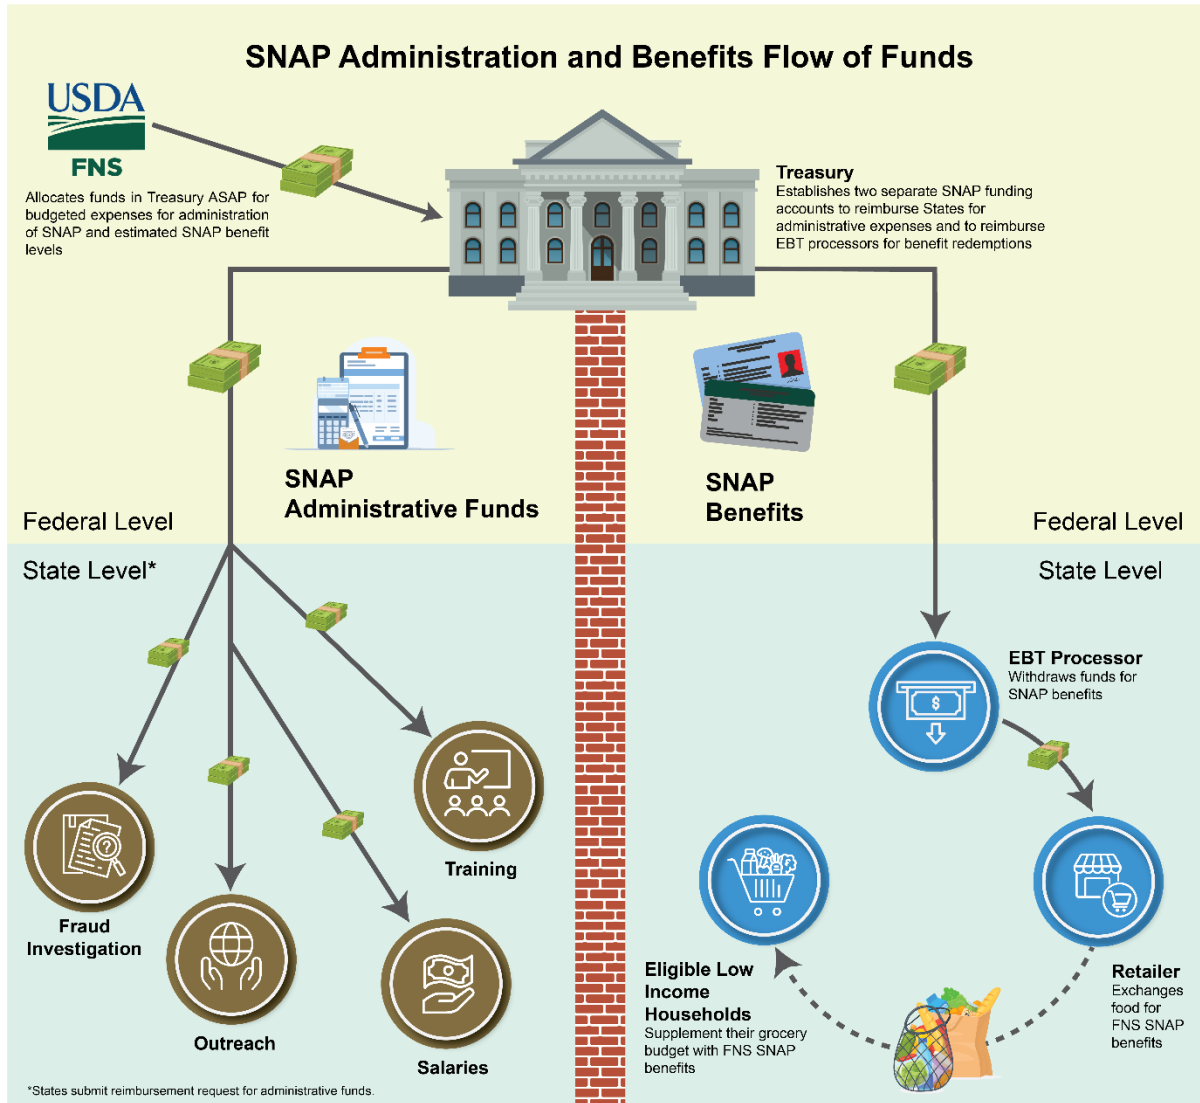 SNAP Administration and Benefits Flow of Funds
USDA
FNS
Allocates funds in Treasury ASAP for
budgeted expenses for administration
of SNAP and estimated SNAP benefit
levels
Treasury
Establishes two separate SNAP funding
accounts to reimburse States for
administrative expenses and to reimburse
EBT processors for benefit redemptions
SNAP
Administrative Funds
SNAP
Benefits
Federal Level
Federal Level
State Level*
State Level
EBT Processor
Withdraws funds for
SNAP benefits
$
?
Training
Fraud
Investigation
Outreach
Salaries
Eligible Low
Income
Households
Supplement their grocery
budget with FNS SNAP
benefits
Retailer
Exchanges
food for
FNS SNAP
benefits
*States submit reimbursement request for administrative funds.